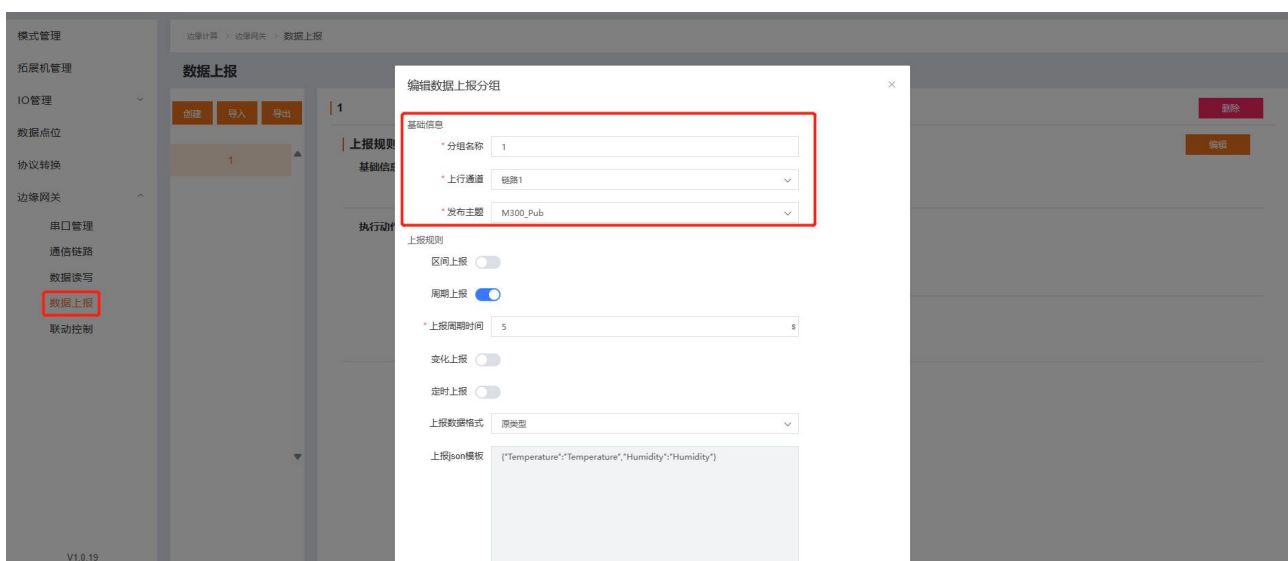 模式管理
拓展机管理
IO管理
数据点位
协议转换
边缘网关
串口管理
通信链路
数据读写
数据上报
联动控制
V1.0.19
边缘计算 > 边缘网关 > 数据上报
数据上报
创建 导入 导出
1
1
删除
上报规则
编辑
基础信息
执行动作
编辑数据上报分组
×
基础信息
* 分组名称 1
* 上行通道 链路1
* 发布主题 M300_Pub
上报规则
区间上报
周期上报
* 上报周期时间 5 s
变化上报
定时上报
上报数据格式 原类型
上报json模板 {"Temperature":"Temperature","Humidity":"Humidity"}